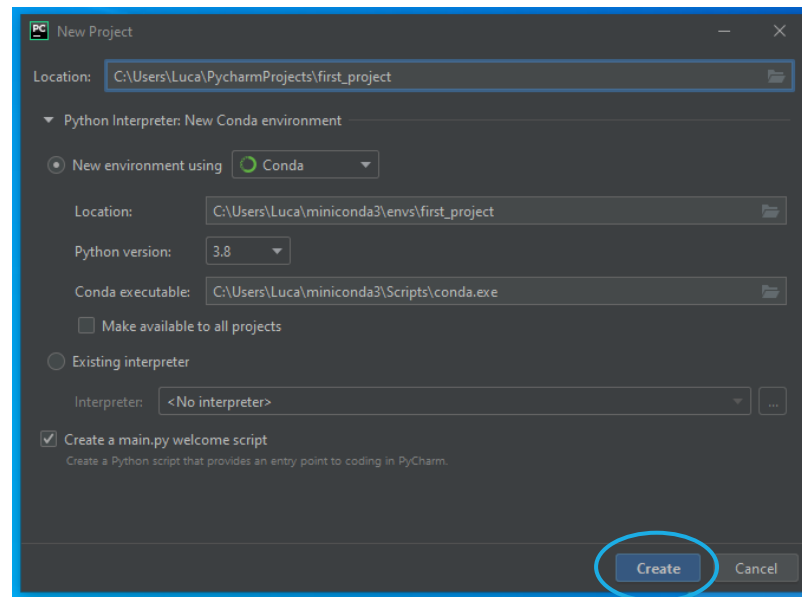 PC New Project
Location: C:\Users\Luca\PycharmProjects\first_project
Python Interpreter: New Conda environment
New environment using Conda
Location: C:\Users\Luca\miniconda3\envs\first_project
Python version: 3.8
Conda executable: C:\Users\Luca\miniconda3\Scripts\conda.exe
Make available to all projects
Existing interpreter
Interpreter: <No interpreter> ...
Create a main.py welcome script
Create a Python script that provides an entry point to coding in PyCharm.
Create Cancel